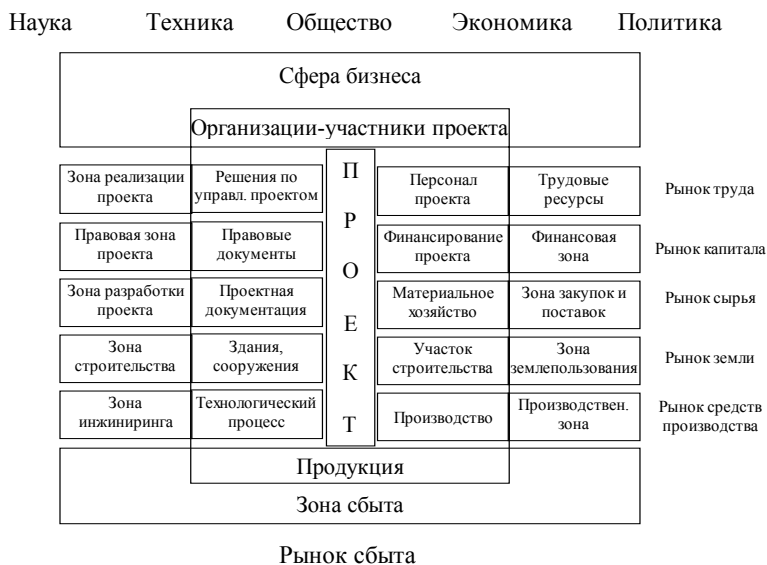 Наука Техника Общество Экономика Политика
Сфера бизнеса
Организации-участники проекта
Зона реализации
проекта
Решения по
управл. проектом
П Р О Е К Т
Персонал
проекта
Трудовые
ресурсы
Рынок труда
Правовая зона
проекта
Правовые
документы
Финансирование
проекта
Финансовая
зона
Рынок капитала
Зона разработки
проекта
Проектная
документация
Материальное
хозяйство
Зона закупок и
поставок
Рынок сырья
Зона
строительства
Здания,
сооружения
Участок
строительства
Зона
землепользования
Рынок земли
Зона
инжиниринга
Технологический
процесс
Производство
Производствен.
зона
Рынок средств
производства
Продукция
Зона сбыта
Рынок сбыта